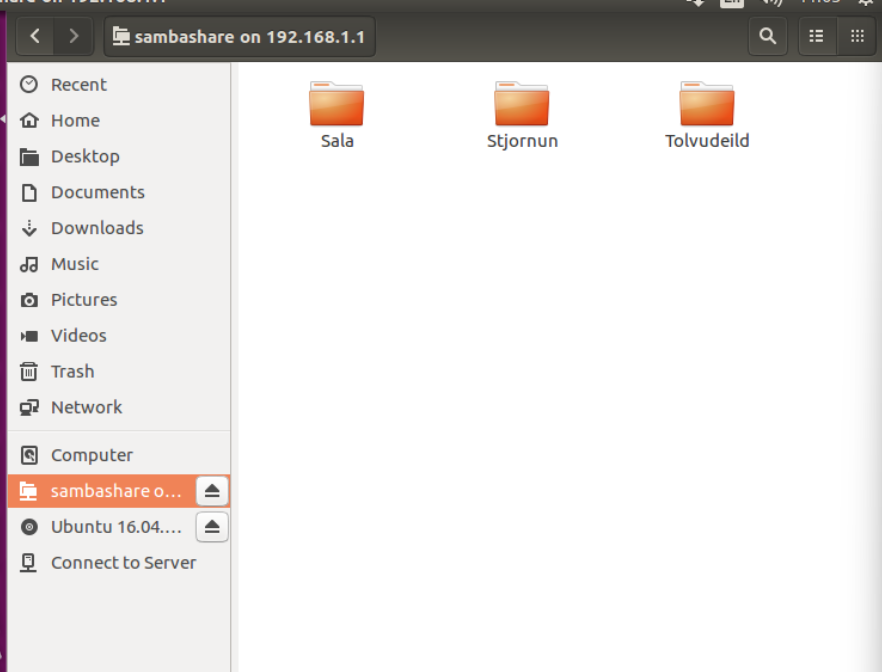 sambashare on 192.168.1.1
Recent
Home
Desktop
Documents
Downloads
Music
Pictures
Videos
Trash
Network
Computer
sambashare o...
Ubuntu 16.04....
Connect to Server
Sala
Stjornun
Tolvudeild